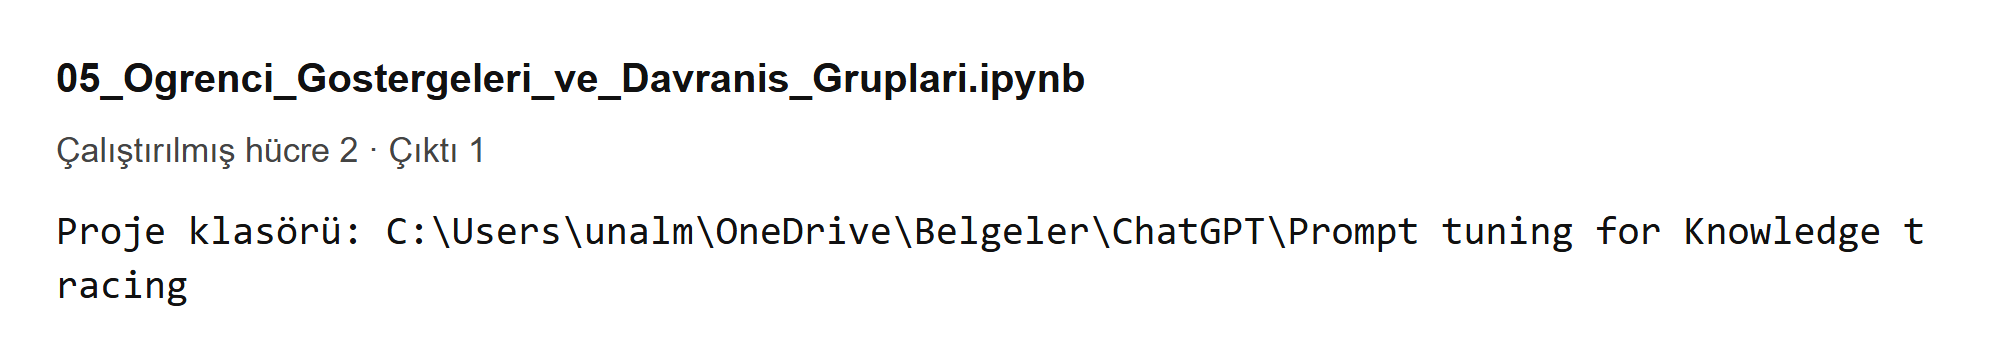 05_Ogrenci_Gostergeleri_ve_Davranis_Gruplari.ipynb
Çalıştırılmış hücre 2 · Çıktı 1
Proje klasörü: C:\Users\unalm\OneDrive\Belgeler\ChatGPT\Prompt tuning for Knowledge t
racing